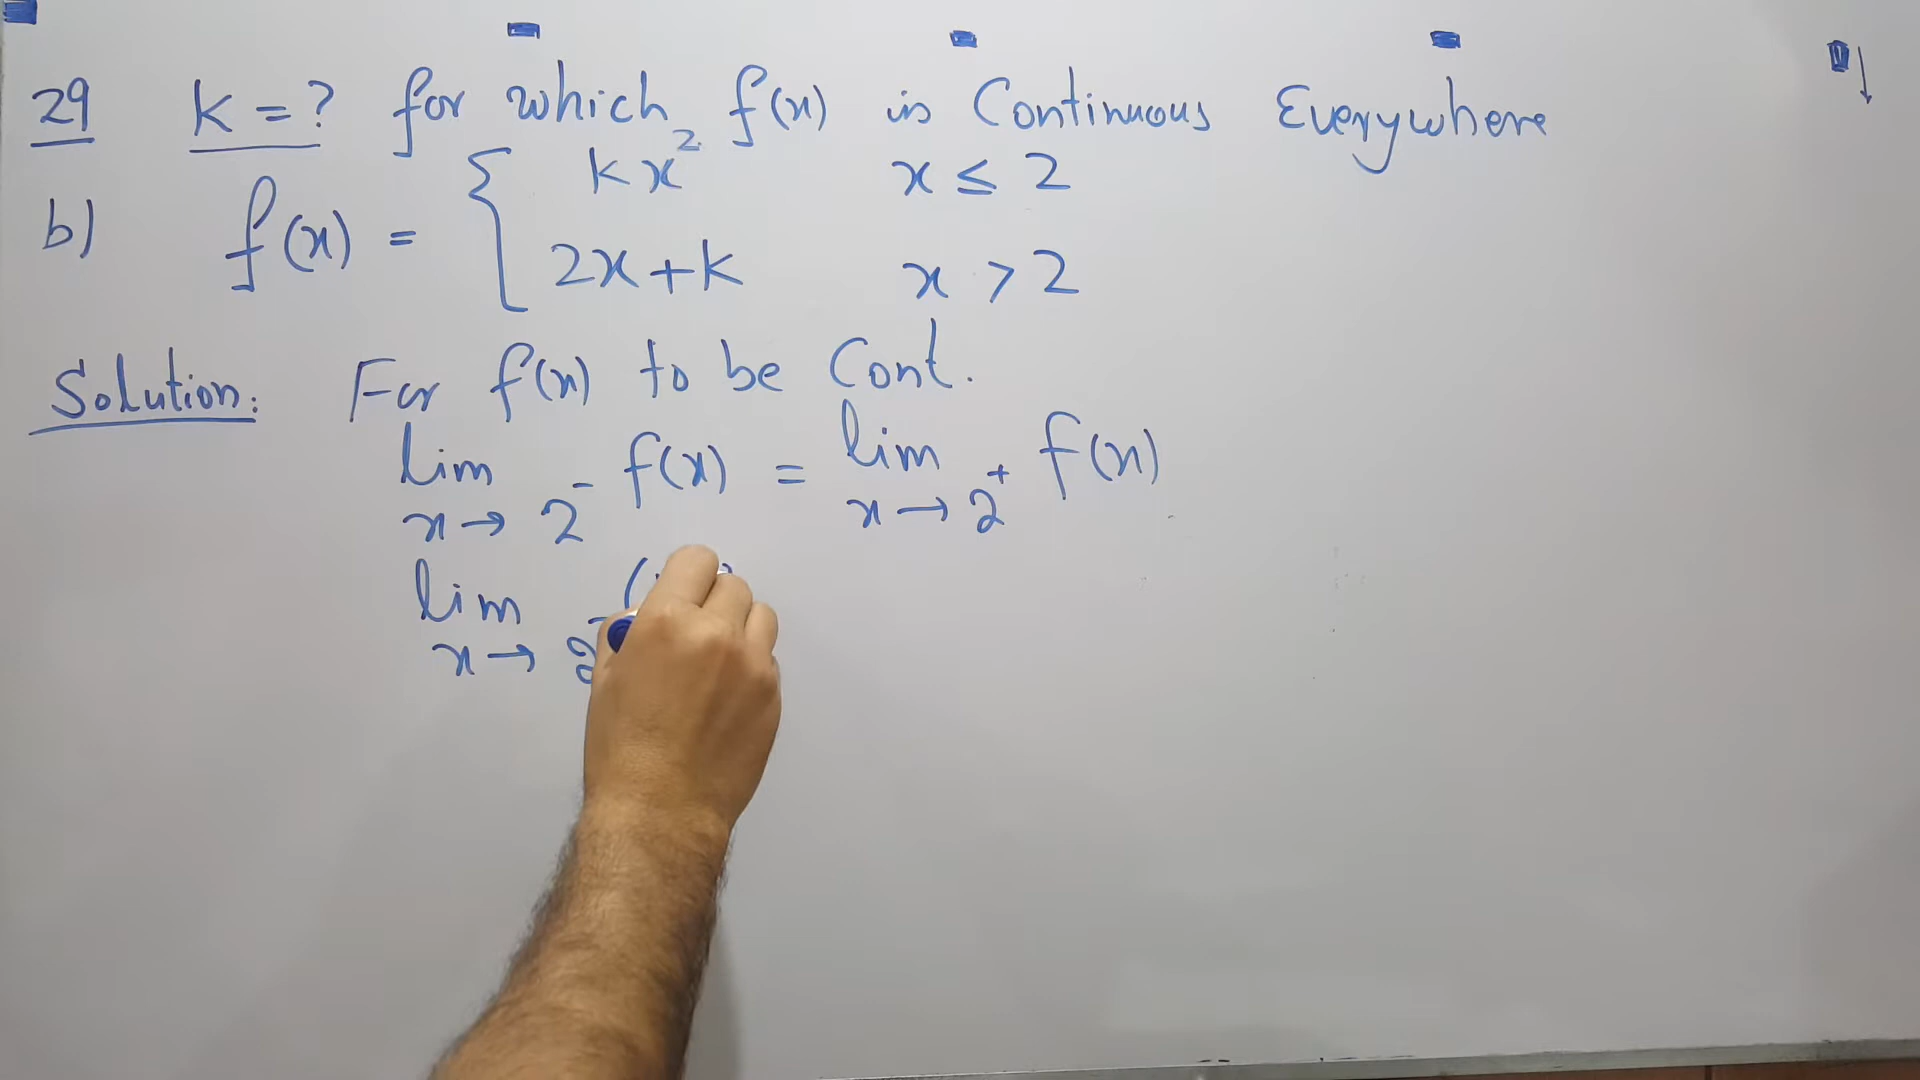 29 K = ? for which f(x) is Continuous Everywhere
b) f(x) = { kx² x ≤ 2
2x + k x > 2
Solution: For f(x) to be Cont.
lim x → 2⁻ f(x) = lim x → 2⁺ f(x)
lim x → 2⁻ (